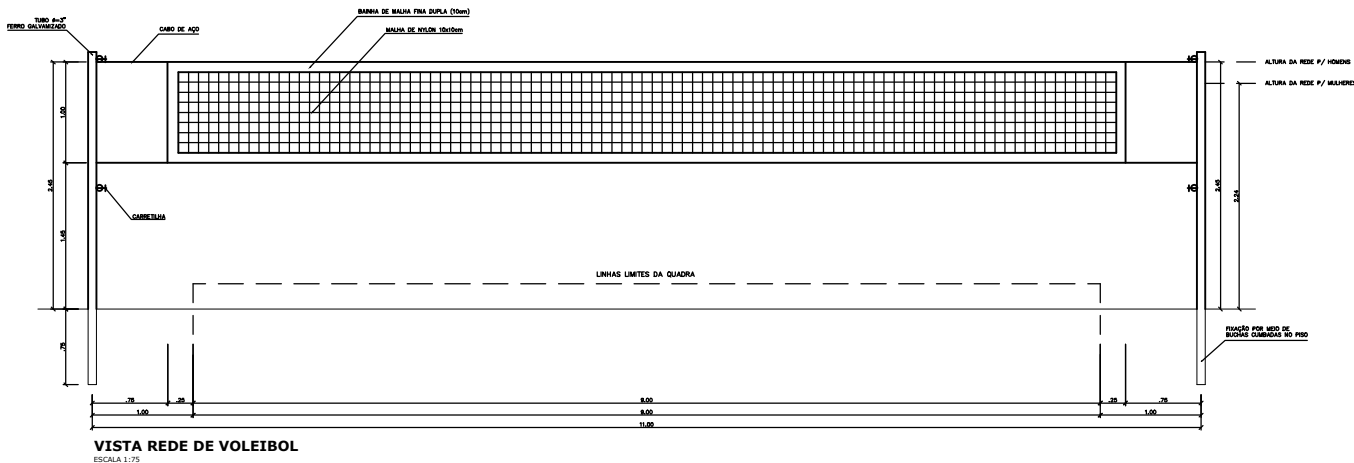 TUBO ø=3"
FERRO GALVANIZADO
CABO DE AÇO
BAINHA DE MALHA FINA DUPLA (10cm)
MALHA DE NYLON 10x10cm
ALTURA DA REDE P/ HOMENS
ALTURA DA REDE P/ MULHERES
1.00
2.45
1.45
.75
CARRETILHA
2.45
2.24
LINHAS LIMITES DA QUADRA
FIXAÇÃO POR MEIO DE
BUCHAS CUMBADAS NO PISO
.75
.25
9.00
.25
.75
1.00
9.00
1.00
11.00
VISTA REDE DE VOLEIBOL
ESCALA 1:75